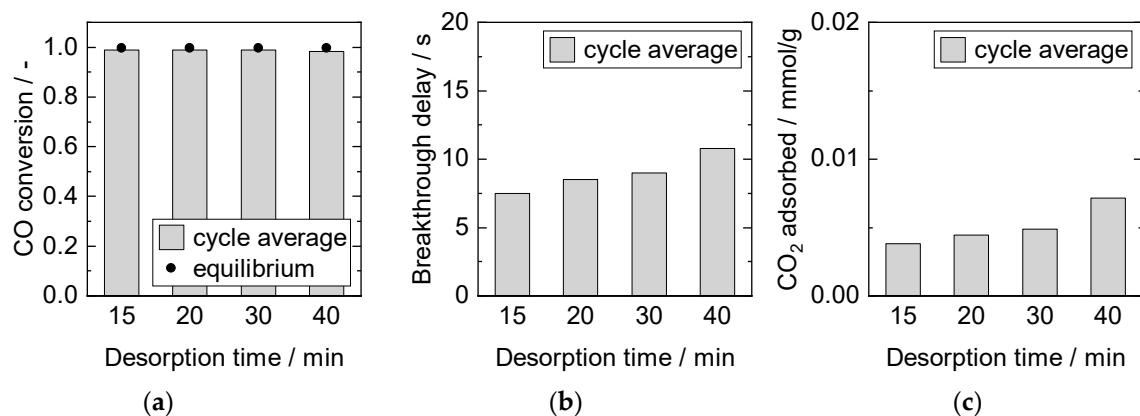 CO conversion / -
1.0
0.8
0.6
0.4
0.2
0.0
cycle average
equilibrium
15 20 30 40
Desorption time / min
(a)
Breakthrough delay / s
20
15
10
5
0
cycle average
15 20 30 40
Desorption time / min
(b)
CO₂ adsorbed / mmol/g
0.02
0.01
0.00
cycle average
15 20 30 40
Desorption time / min
(c)